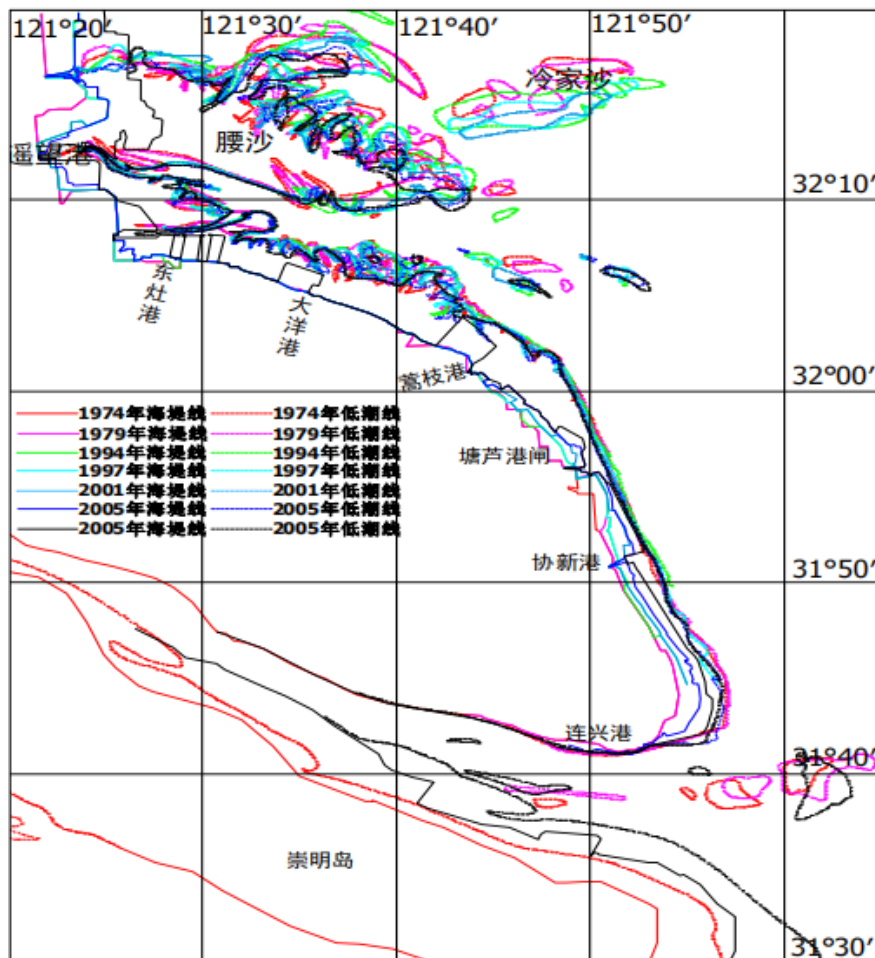 121°20′ 121°30′ 121°40′ 121°50′
冷家沙
腰沙
遥望港
32°10′
东灶港
大洋港
蒿枝港
32°00′
1974年海堤线 1974年低潮线
1979年海堤线 1979年低潮线
1994年海堤线 1994年低潮线
1997年海堤线 1997年低潮线
2001年海堤线 2001年低潮线
2005年海堤线 2005年低潮线
2005年海堤线 2005年低潮线
塘芦港闸
协新港
31°50′
连兴港
31°40′
崇明岛
31°30′